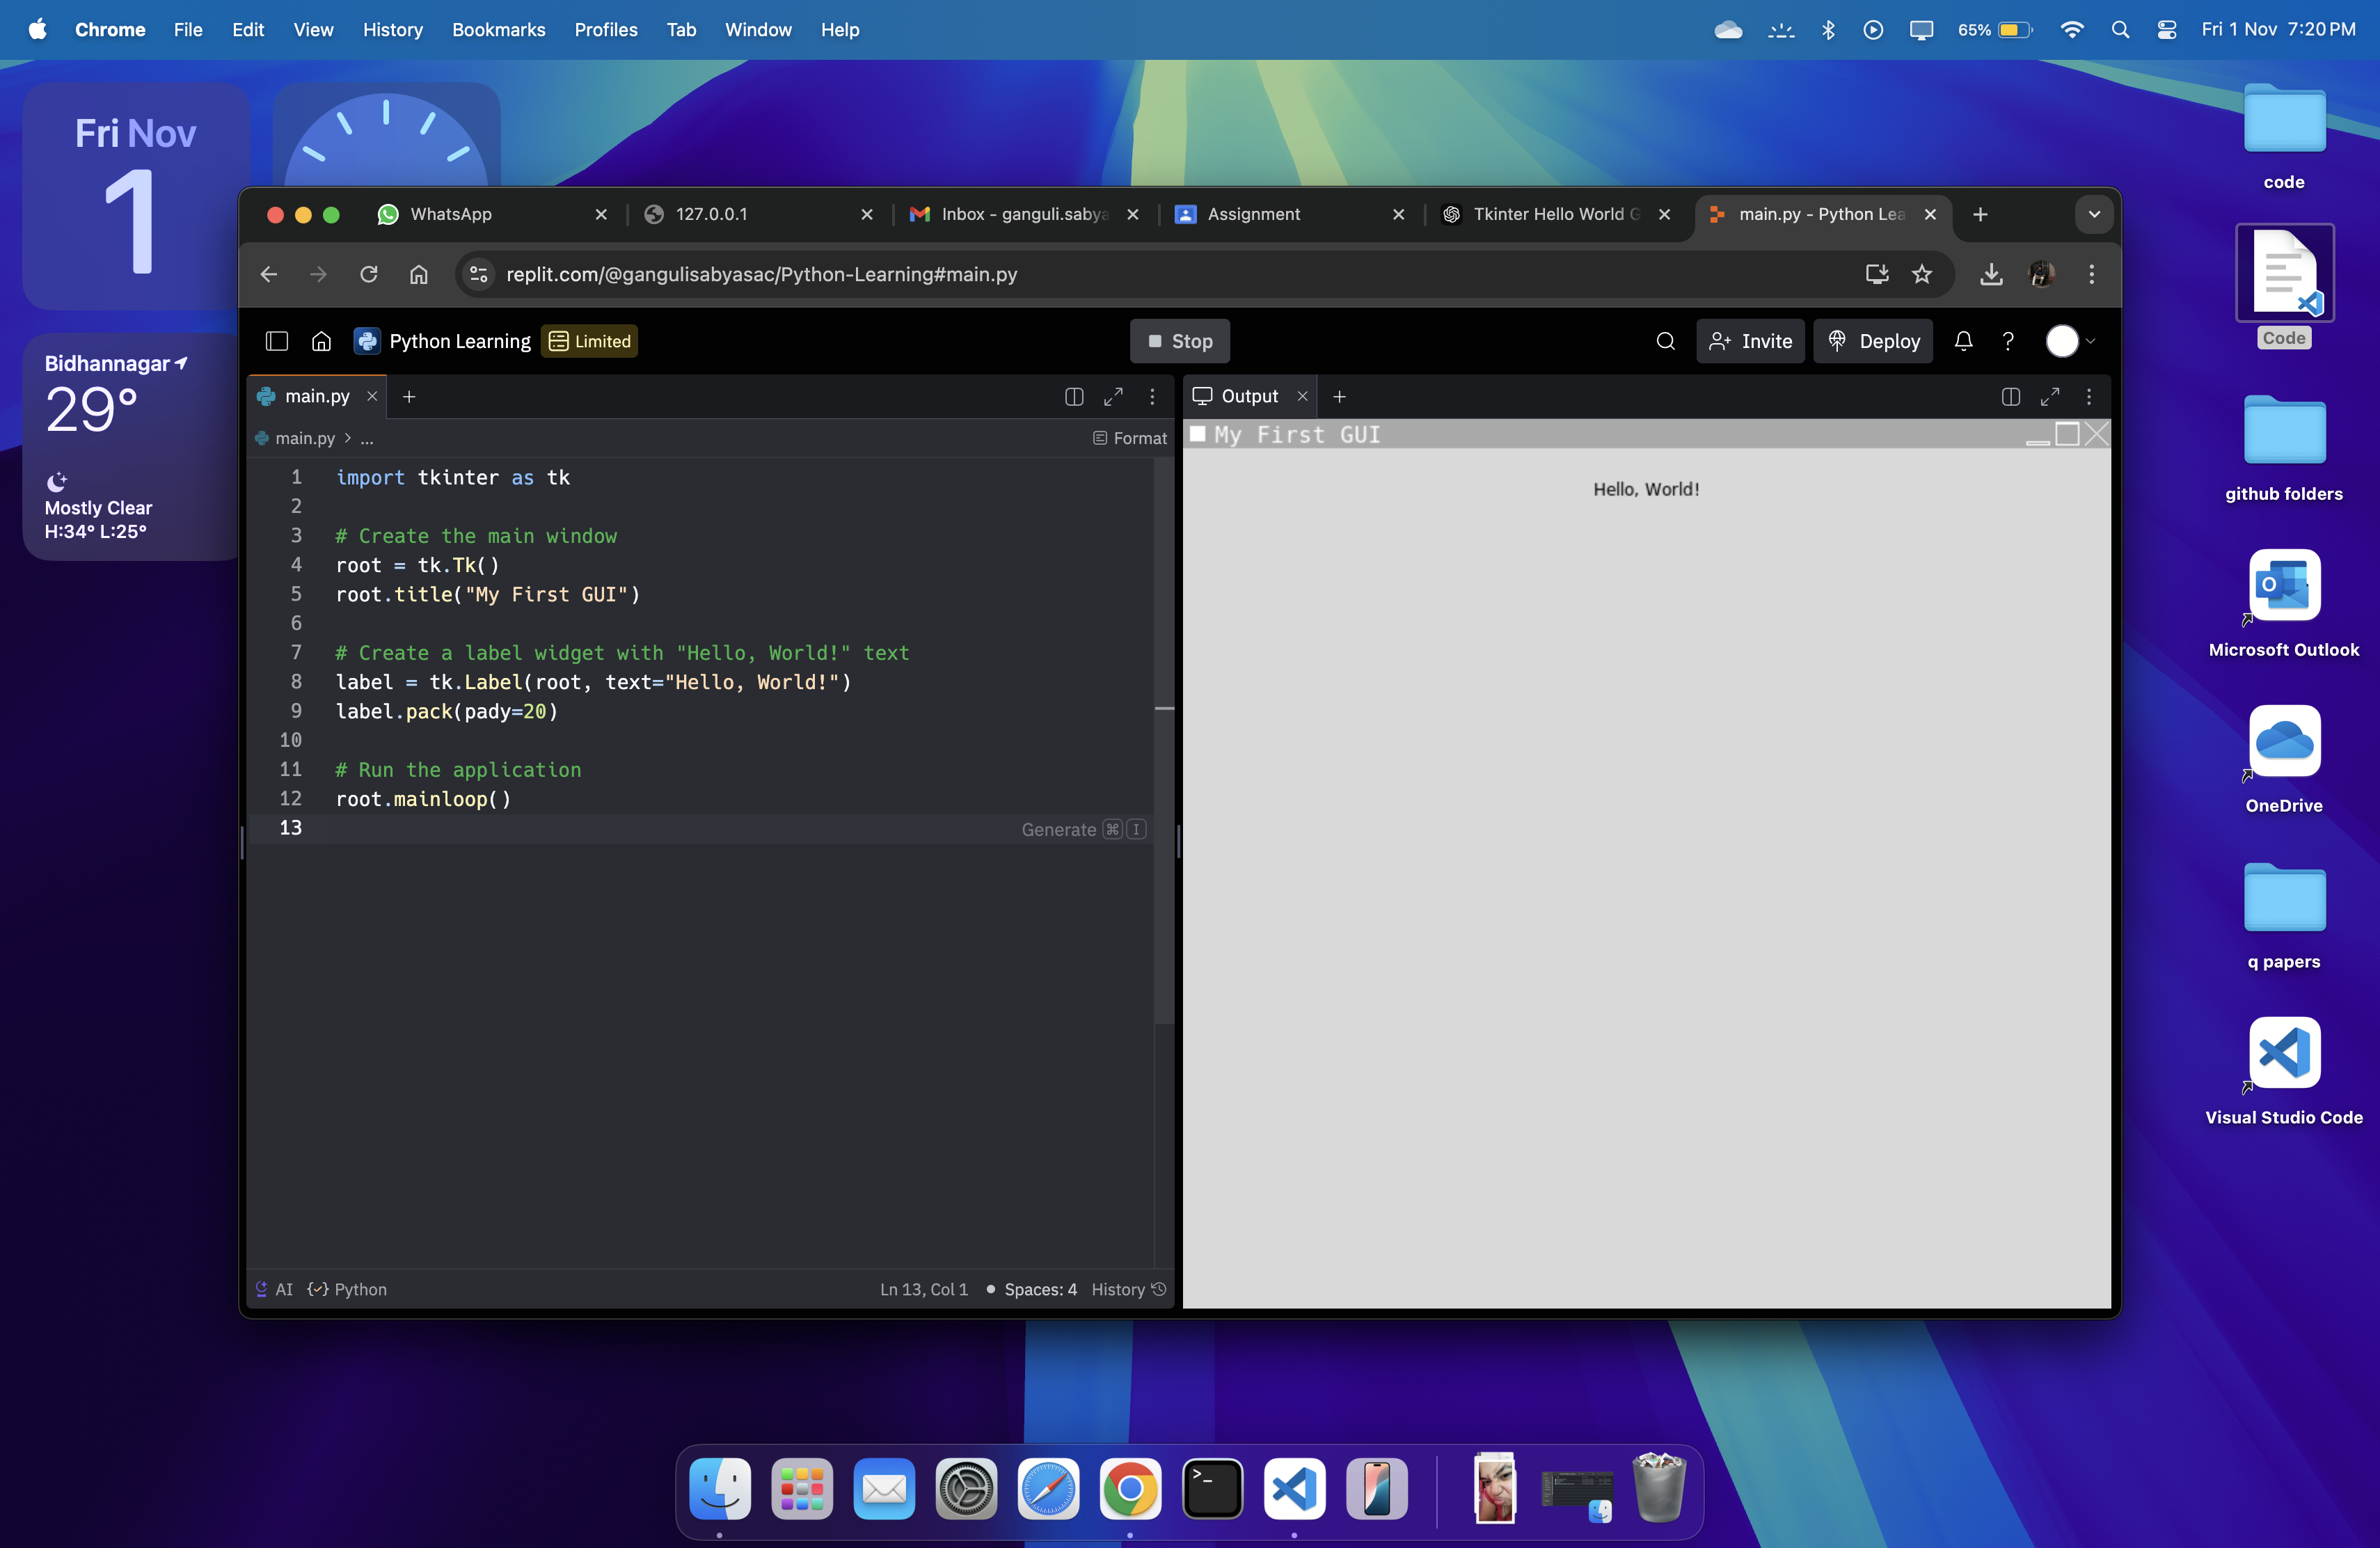 Chrome File Edit View History Bookmarks Profiles Tab Window Help
65%
Fri 1 Nov 7:20 PM
Fri Nov
1
Bidhannagar
29°
Mostly Clear
H:34° L:25°
WhatsApp
127.0.0.1
Inbox - ganguli.sabya
Assignment
Tkinter Hello World G
main.py - Python Lea
replit.com/@gangulisabyasac/Python-Learning#main.py
Python Learning
Limited
Stop
Invite
Deploy
main.py
main.py > ...
Format
1 import tkinter as tk
2
3 # Create the main window
4 root = tk.Tk()
5 root.title("My First GUI")
6
7 # Create a label widget with "Hello, World!" text
8 label = tk.Label(root, text="Hello, World!")
9 label.pack(pady=20)
10
11 # Run the application
12 root.mainloop()
13
Generate ⌘ I
AI
Python
Ln 13, Col 1
Spaces: 4
History
Output
My First GUI
Hello, World!
code
Code
github folders
Microsoft Outlook
OneDrive
q papers
Visual Studio Code